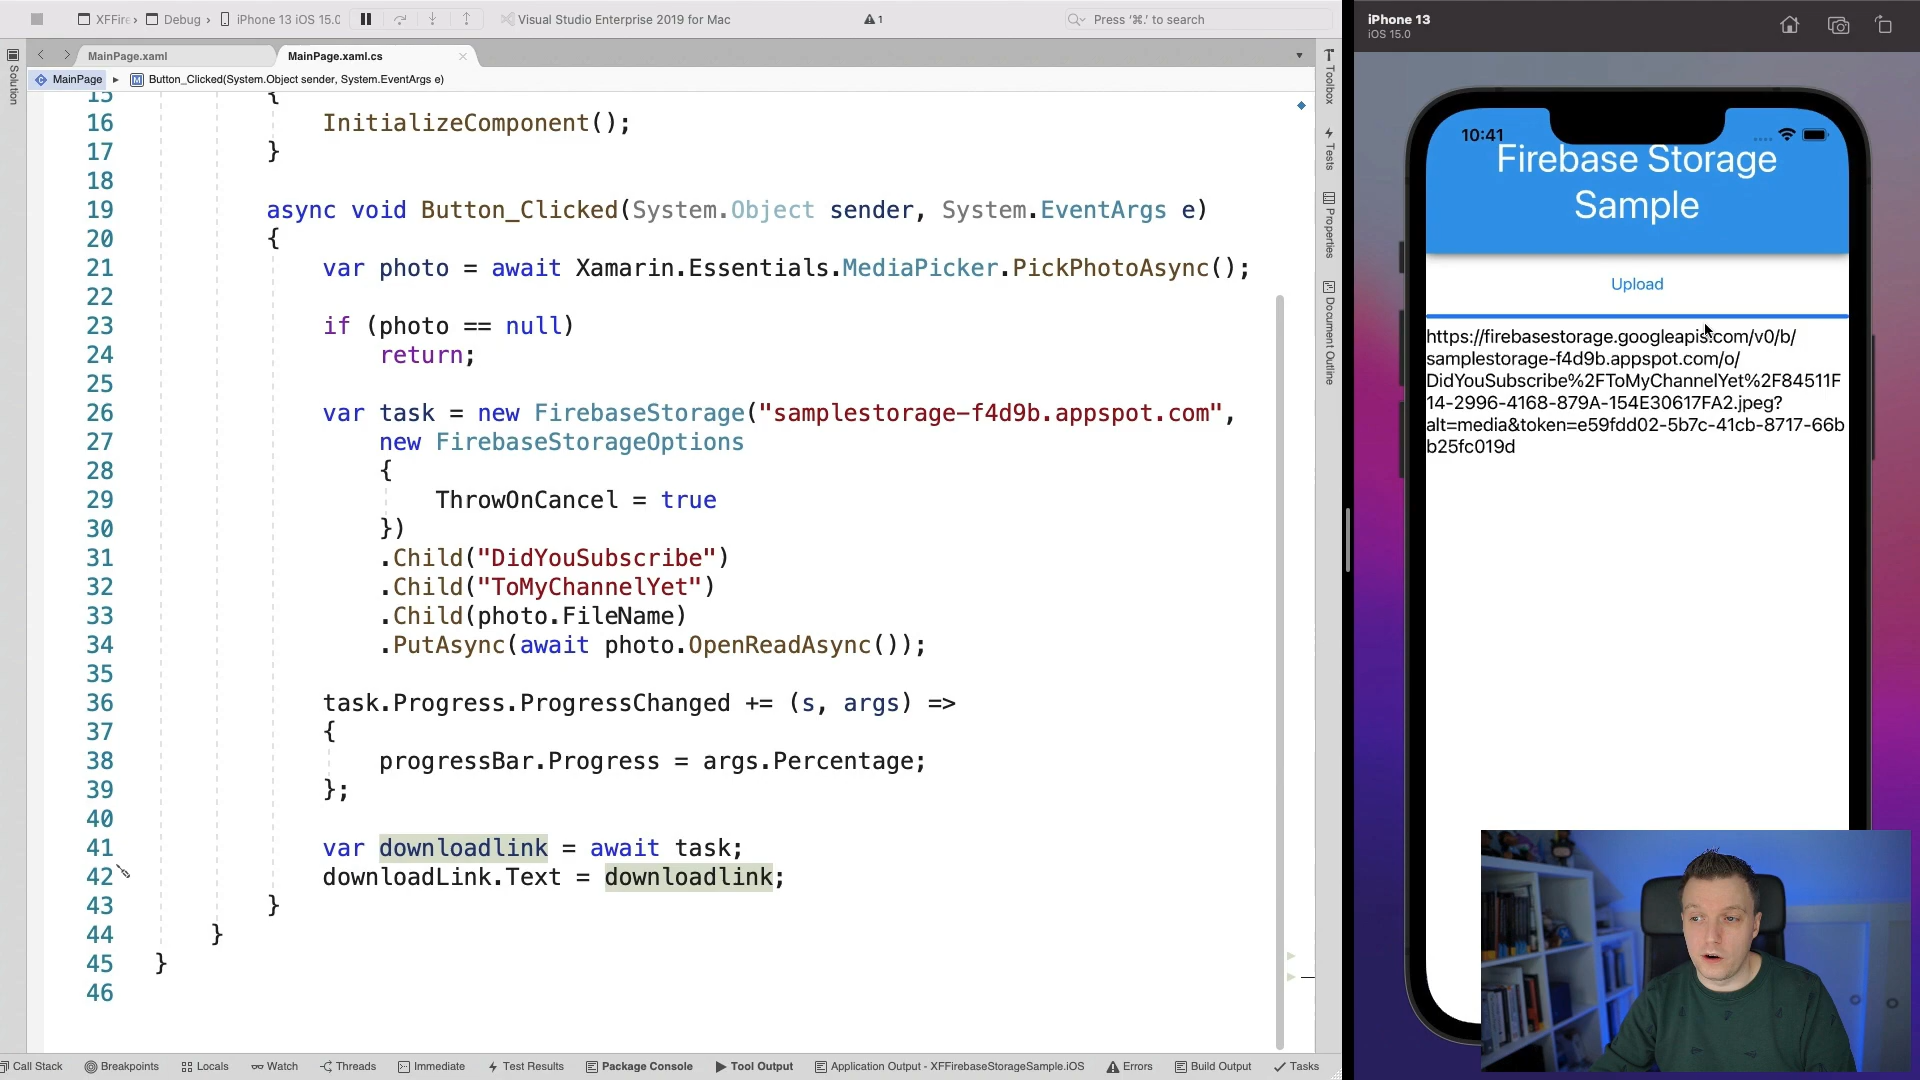 XFFire
Debug
iPhone 13 iOS 15.0
Visual Studio Enterprise 2019 for Mac
1
Press '⌘.' to search
MainPage.xaml
MainPage.xaml.cs
MainPage
Button_Clicked(System.Object sender, System.EventArgs e)
Solution
15 {
16 InitializeComponent();
17 }
18
19 async void Button_Clicked(System.Object sender, System.EventArgs e)
20 {
21 var photo = await Xamarin.Essentials.MediaPicker.PickPhotoAsync();
22
23 if (photo == null)
24 return;
25
26 var task = new FirebaseStorage("samplestorage-f4d9b.appspot.com",
27 new FirebaseStorageOptions
28 {
29 ThrowOnCancel = true
30 })
31 .Child("DidYouSubscribe")
32 .Child("ToMyChannelYet")
33 .Child(photo.FileName)
34 .PutAsync(await photo.OpenReadAsync());
35
36 task.Progress.ProgressChanged += (s, args) =>
37 {
38 progressBar.Progress = args.Percentage;
39 };
40
41 var downloadlink = await task;
42 downloadLink.Text = downloadlink;
43 }
44 }
45 }
46
Toolbox
Tests
Properties
Document Outline
Call Stack
Breakpoints
Locals
Watch
Threads
Immediate
Test Results
Package Console
Tool Output
Application Output - XFFirebaseStorageSample.iOS
Errors
Build Output
Tasks
iPhone 13
iOS 15.0
10:41
Firebase Storage
Sample
Upload
https://firebasestorage.googleapis.com/v0/b/
samplestorage-f4d9b.appspot.com/o/
DidYouSubscribe%2FToMyChannelYet%2F84511F
14-2996-4168-879A-154E30617FA2.jpeg?
alt=media&token=e59fdd02-5b7c-41cb-8717-66b
b25fc019d